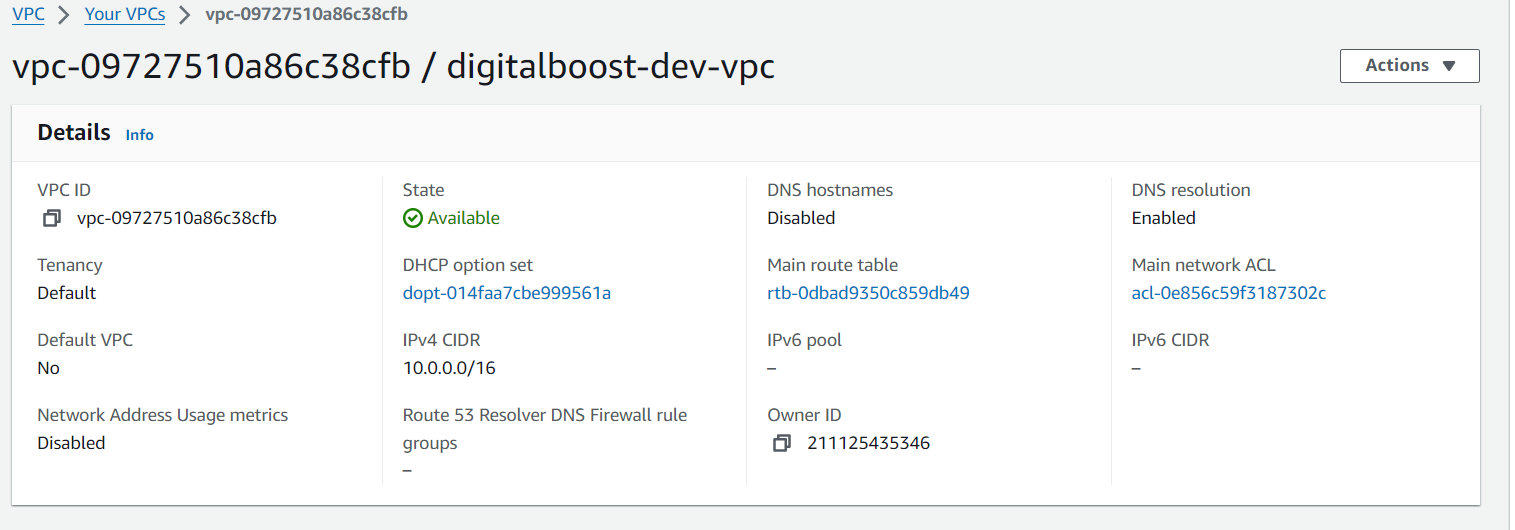 VPC > Your VPCs > vpc-09727510a86c38cfb
vpc-09727510a86c38cfb / digitalboost-dev-vpc
Actions ▼
Details Info
VPC ID
vpc-09727510a86c38cfb
State
Available
DNS hostnames
Disabled
DNS resolution
Enabled
Tenancy
Default
DHCP option set
dopt-014faa7cbe999561a
Main route table
rtb-0dbad9350c859db49
Main network ACL
acl-0e856c59f3187302c
Default VPC
No
IPv4 CIDR
10.0.0.0/16
IPv6 pool
–
IPv6 CIDR
–
Network Address Usage metrics
Disabled
Route 53 Resolver DNS Firewall rule
groups
–
Owner ID
211125435346